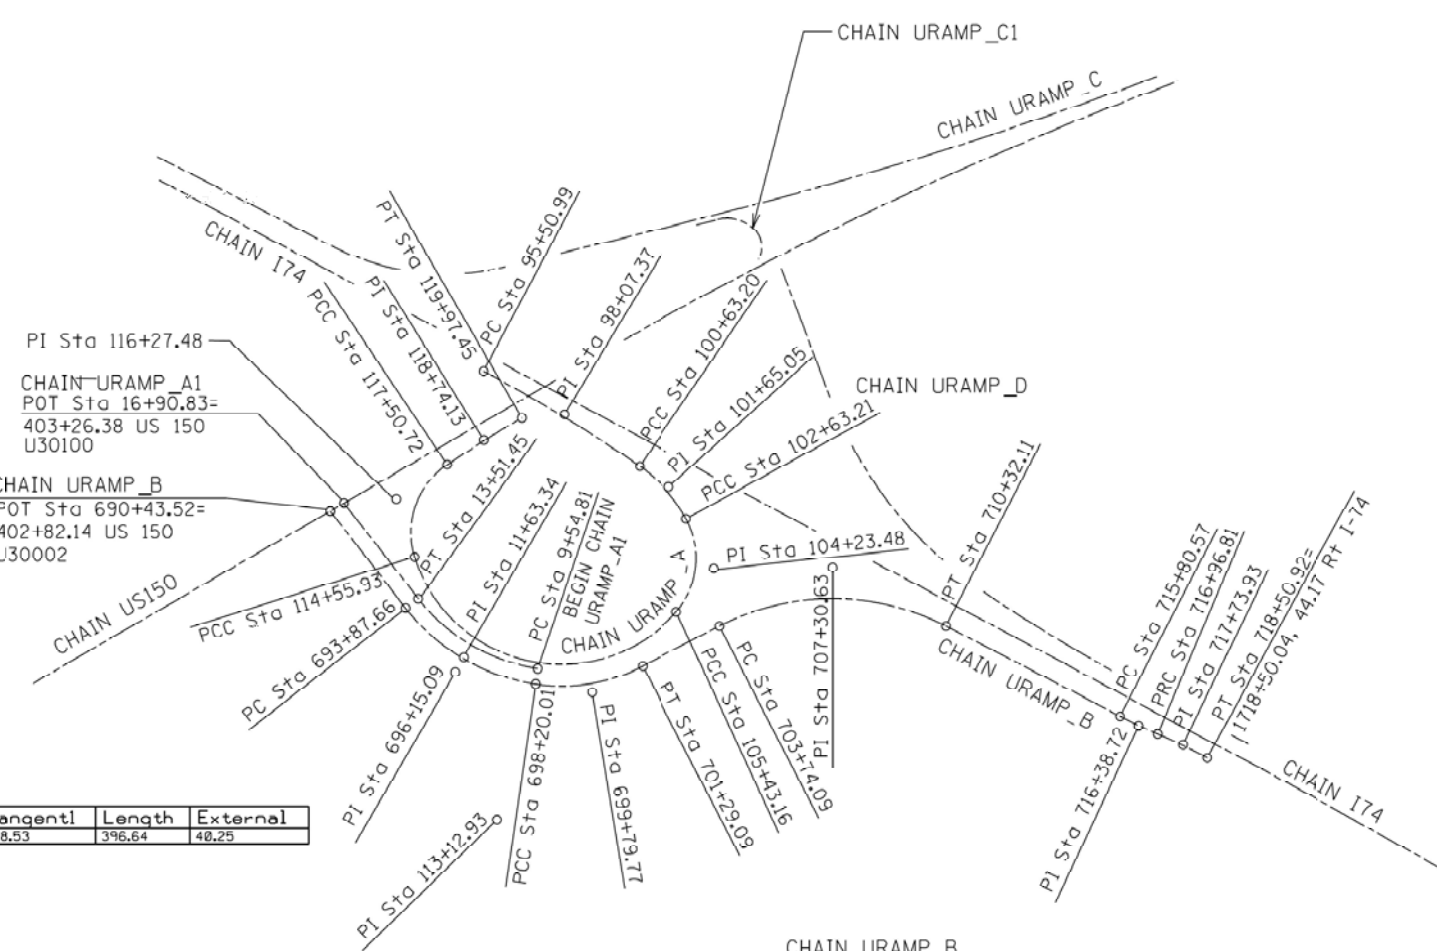 CHAIN URAMP_C1
CHAIN URAMP_C
CHAIN I74
PT Sta 119+97.45
PC Sta 95+50.99
PI Sta 98+07.37
PCC Sta 100+63.20
PI Sta 118+74.13
PCC Sta 117+50.72
PI Sta 116+27.48
CHAIN URAMP_A1
POT Sta 16+90.83=
403+26.38 US 150
U30100
CHAIN URAMP_B
POT Sta 690+43.52=
402+82.14 US 150
U30002
PI Sta 101+65.05
CHAIN URAMP_D
PCC Sta 102+63.21
PT Sta 13+51.45
PI Sta 11+63.34
PC Sta 9+54.81
BEGIN CHAIN
URAMP_A1
CHAIN URAMP_A
PI Sta 104+23.48
PT Sta 710+32.11
PC Sta 715+80.57
PRC Sta 716+96.81
PI Sta 717+73.93
PT Sta 718+50.92=
1718+50.04, 44.17 Rt I-74
CHAIN US150
PCC Sta 114+55.93
PC Sta 693+87.66
PI Sta 696+15.09
PCC Sta 698+20.01
PI Sta 699+79.77
PT Sta 701+29.09
PCC Sta 105+43.16
PC Sta 703+74.09
PI Sta 707+30.63
CHAIN URAMP_B
PI Sta 716+38.72
CHAIN I74
PI Sta 113+12.93
angent1 Length External
8.53 396.64 40.25
CHAIN URAMP_B